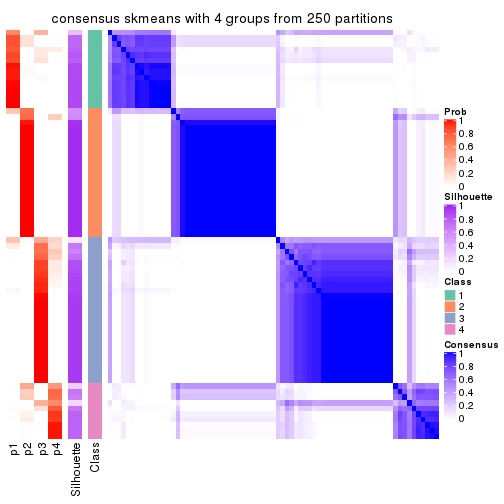 consensus skmeans with 4 groups from 250 partitions
Prob
1
0.8
0.6
0.4
0.2
0
Silhouette
1
0.8
0.6
0.4
0.2
0
Class
1
2
3
4
Consensus
1
0.8
0.6
0.4
0.2
0
p1
p2
p3
p4
Silhouette
Class